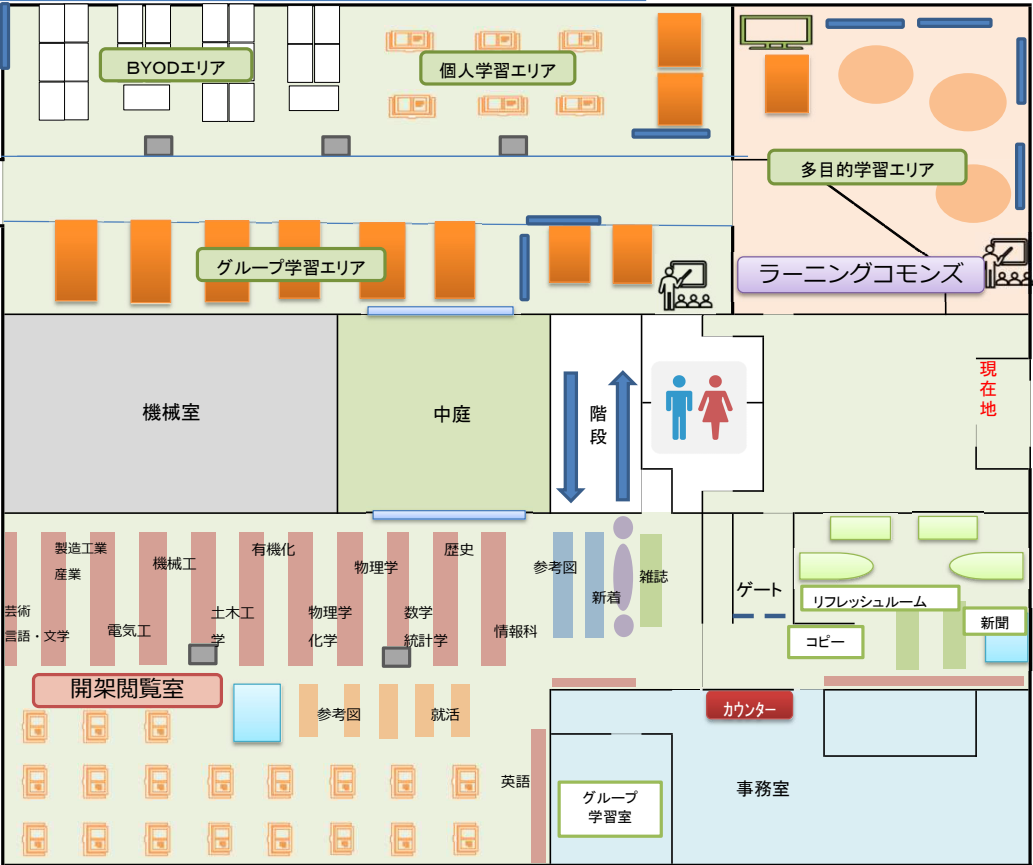 BYODエリア
個人学習エリア
多目的学習エリア
グループ学習エリア
ラーニングコモンズ
機械室
中庭
階
段
現
在
地
製造工業
産業
機械工
有機化
物理学
歴史
参考図
新着
雑誌
芸術
言語・文学
電気工
土木工
学
物理学
化学
数学
統計学
情報科
ゲート
リフレッシュルーム
新聞
コピー
開架閲覧室
参考図
就活
カウンター
英語
グループ
学習室
事務室